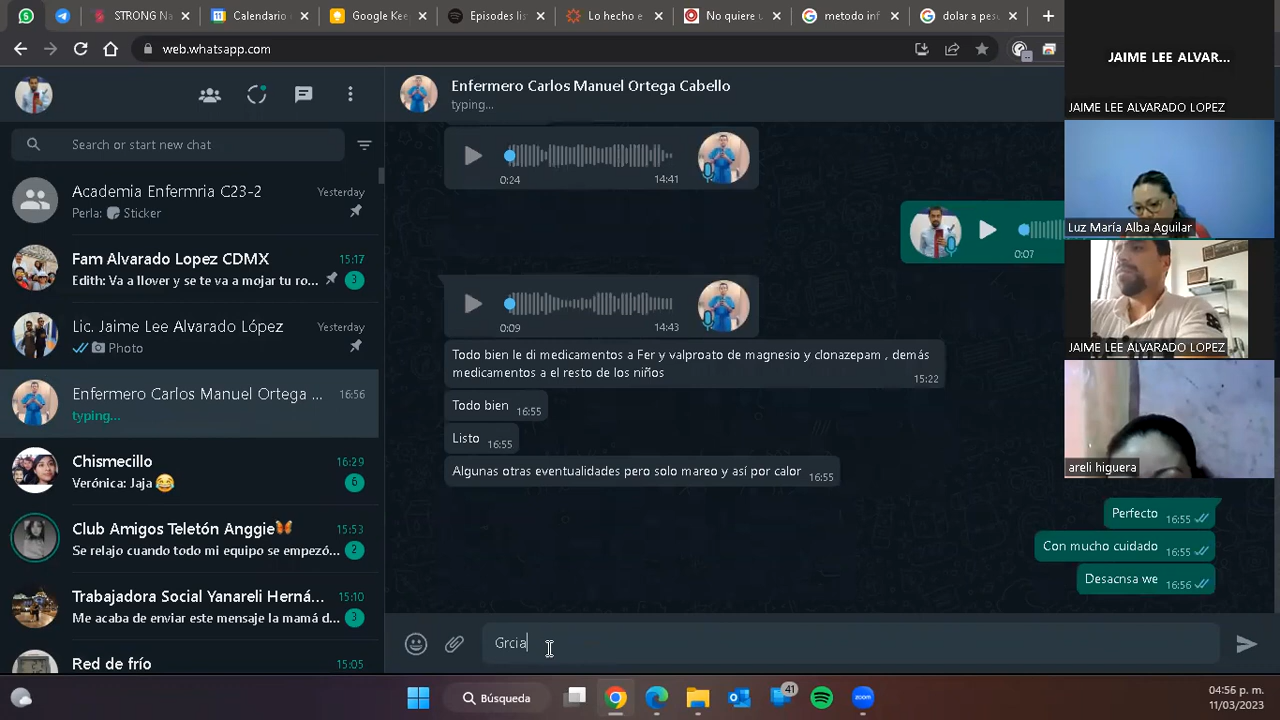 STRONG Na
Calendario
Google Kee
Episodes lis
Lo hecho e
No quiere
metodo inf
dolar a pes
web.whatsapp.com
JAIME LEE ALVAR...
JAIME LEE ALVARADO LOPEZ
Luz María Alba Aguilar
JAIME LEE ALVARADO LOPEZ
areli higuera
Search or start new chat
Academia Enfermria C23-2
Yesterday
Perla: Sticker
Fam Alvarado Lopez CDMX
15:17
Edith: Va a llover y se te va a mojar tu ro...
3
Lic. Jaime Lee Alvarado López
Yesterday
Photo
Enfermero Carlos Manuel Ortega ...
16:56
typing...
Chismecillo
16:29
Verónica: Jaja 😂
6
Club Amigos Teletón Anggie🦋
15:53
Se relajo cuando todo mi equipo se empezó...
2
Trabajadora Social Yanareli Herná...
15:10
Me acaba de enviar este mensaje la mamá d...
3
Red de frío
15:05
Enfermero Carlos Manuel Ortega Cabello
typing...
0:24
14:41
0:07
0:09
14:43
Todo bien le di medicamentos a Fer y valproato de magnesio y clonazepam , demás
medicamentos a el resto de los niños
15:22
Todo bien 16:55
Listo 16:55
Algunas otras eventualidades pero solo mareo y así por calor 16:55
Perfecto 16:55
Con mucho cuidado 16:55
Desacnsa we 16:56
Grcia
Búsqueda
41
04:56 p. m.
11/03/2023